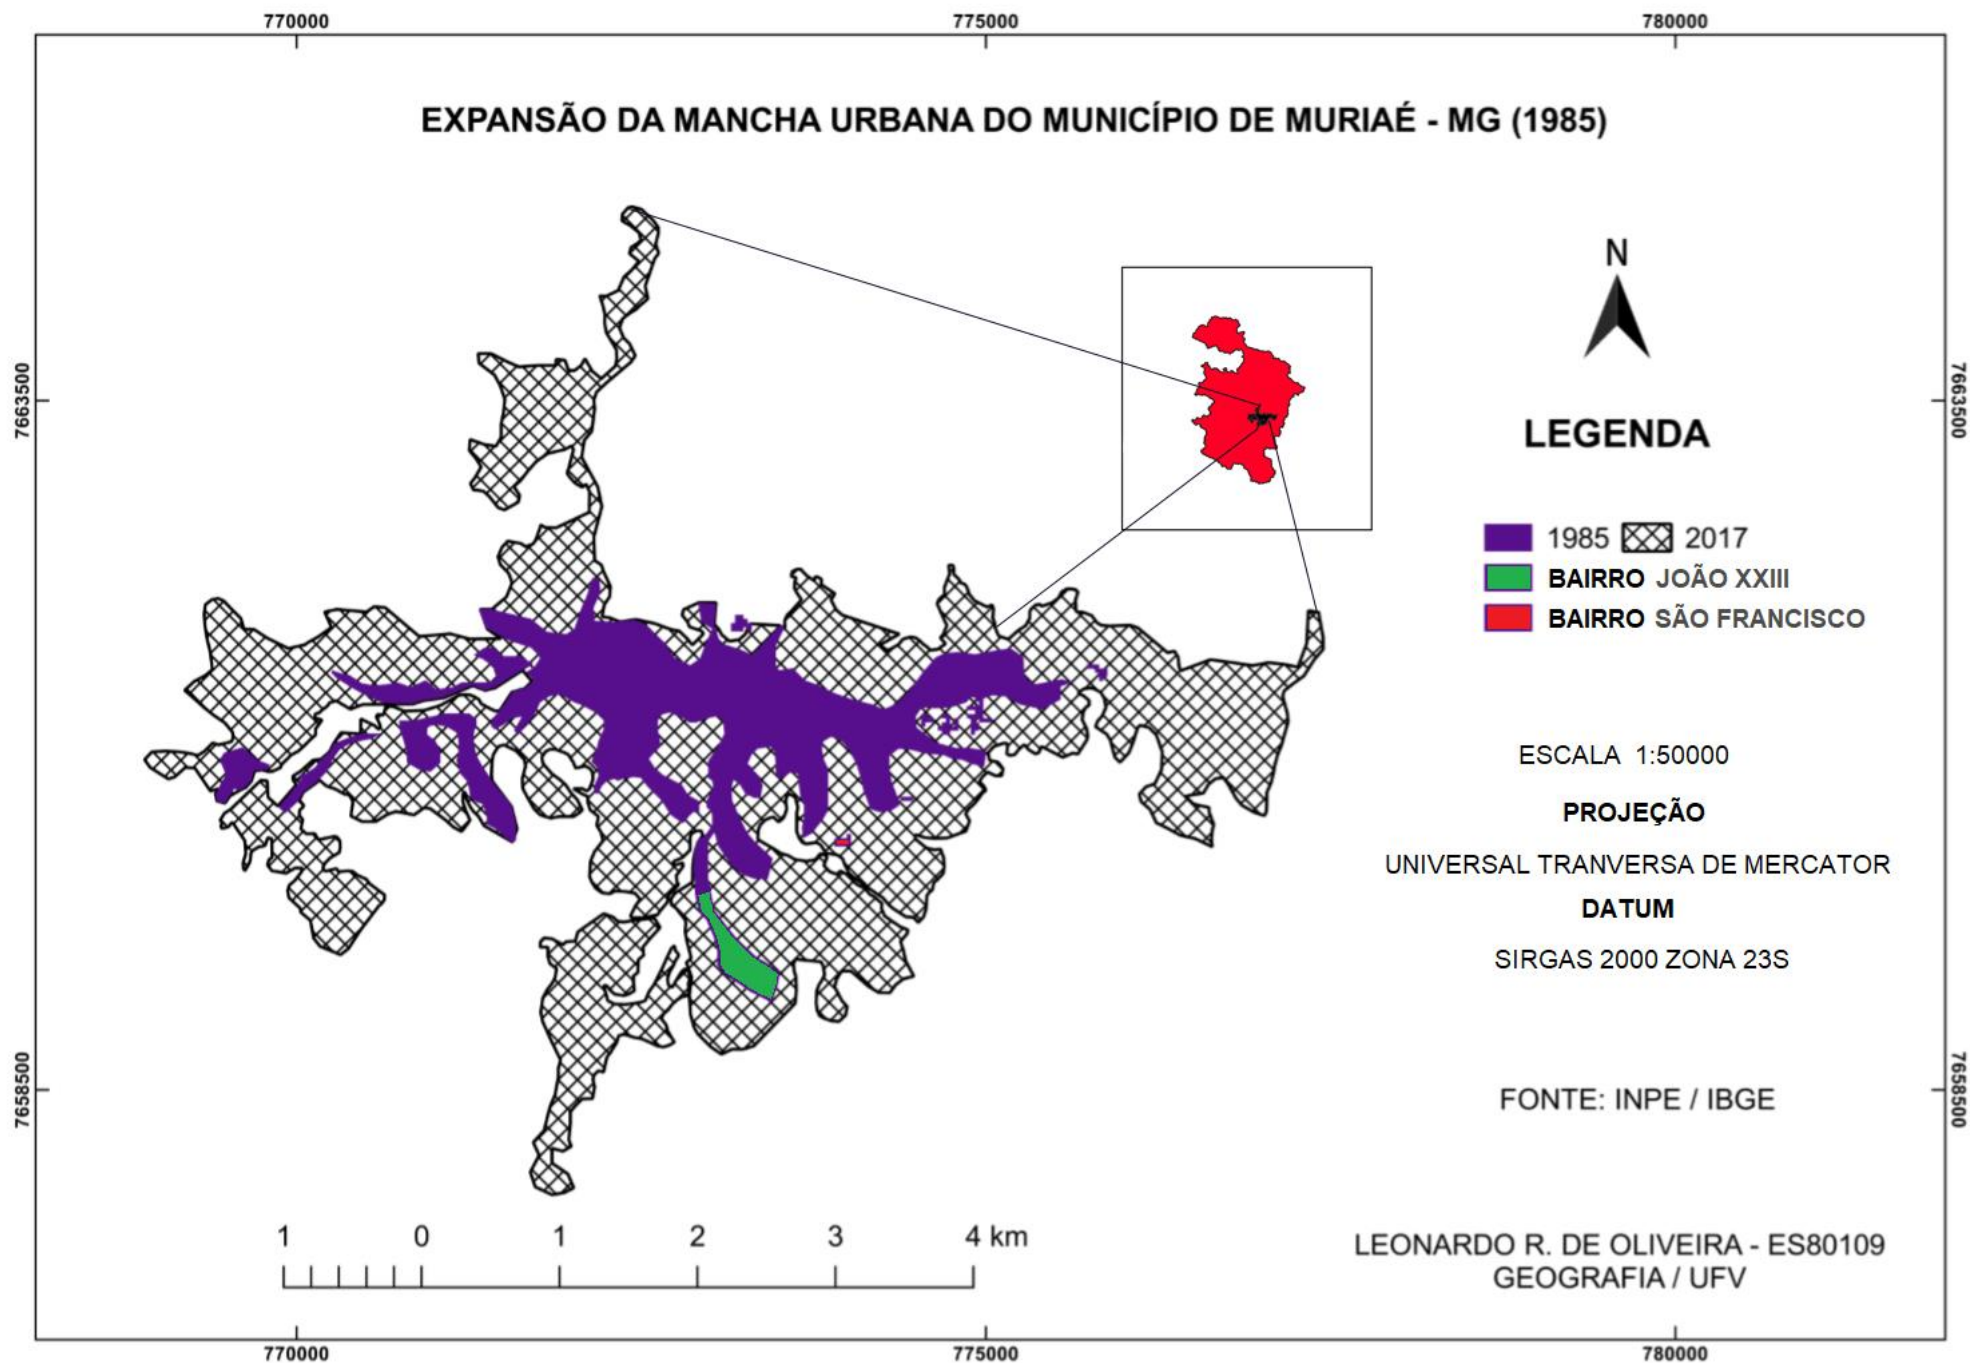 770000 775000 780000
EXPANSÃO DA MANCHA URBANA DO MUNICÍPIO DE MURIAÉ - MG (1985)
N
7663500 7663500
LEGENDA
1985 2017
BAIRRO JOÃO XXIII
BAIRRO SÃO FRANCISCO
ESCALA 1:50000
PROJEÇÃO
UNIVERSAL TRANVERSA DE MERCATOR
DATUM
SIRGAS 2000 ZONA 23S
7658500 7658500
FONTE: INPE / IBGE
1 0 1 2 3 4 km
LEONARDO R. DE OLIVEIRA - ES80109
GEOGRAFIA / UFV
770000 775000 780000